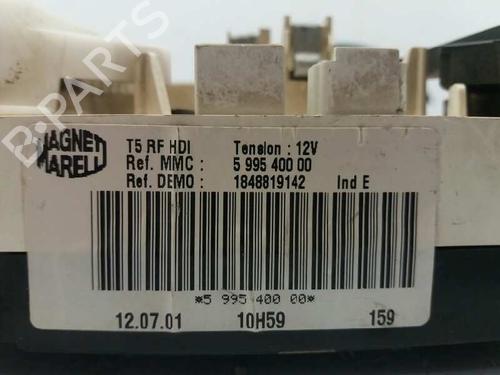 B-PARTS
MAGNETI
MARELLI
T5 RF HDI Tension : 12V
Ref. MMC : 5 995 400 00
Ref. DEMO : 1848819142 Ind E
*5 995 400 00*
12.07.01 10H59 159